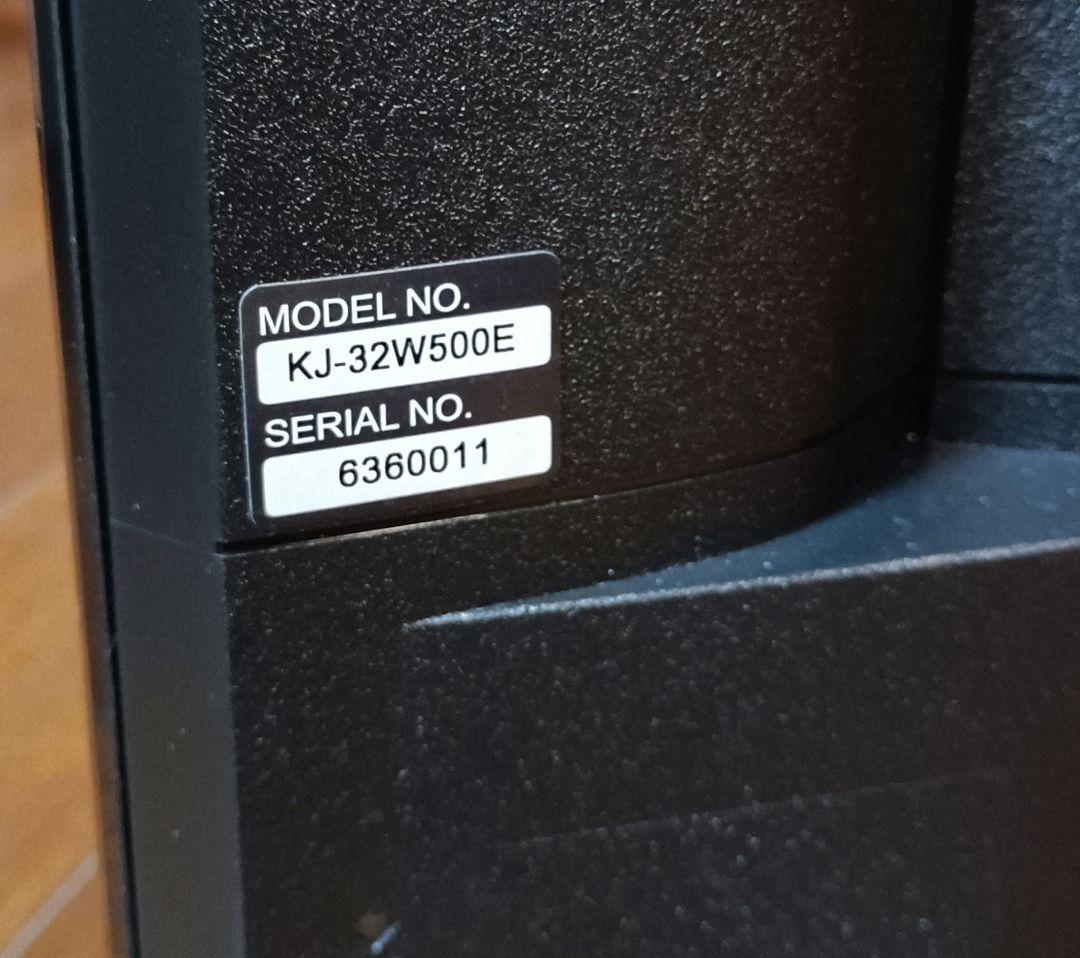 MODEL NO.
KJ-32W500E
SERIAL NO.
6360011